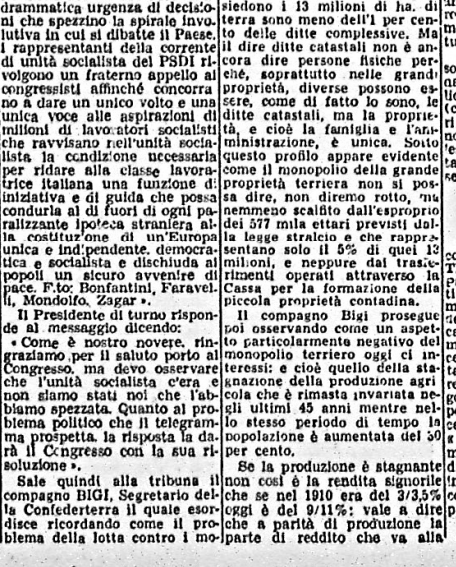 drammatica urgenza di decisio-
ni che spezzino la spirale invo-
lutiva in cui si dibatte il Paese.
I rappresentanti della corrente
di unità socialista del PSDI ri-
volgono un fraterno appello ai
congressisti affinché concorra
no a dare un unico volto e una
unica voce alle aspirazioni di
milioni di lavoratori socialisti
che ravvisano nell'unità socia-
lista la condizione necessaria
per ridare alla classe lavora-
trice italiana una funzione di
iniziativa e di guida che possa
condurla al di fuori di ogni pa-
ralizzante ipoteca straniera al-
la costituzione di un'Europa
unica e indipendente, democra-
tica e socialista e dischiuda ai
popoli un sicuro avvenire di
pace. F.to: Bonfantini, Faravel-
li, Mondolfo, Zagar ».
Il Presidente di turno rispon-
de al messaggio dicendo:
« Come è nostro novere, rin-
graziamo per il saluto porto al
Congresso, ma devo osservare
che l'unità socialista c'era e
non siamo stati noi che l'ab-
biamo spezzata. Quanto al pro-
blema politico che il telegram-
ma prospetta, la risposta la da-
rà il Congresso con la sua ri-
soluzione ».
Sale quindi alla tribuna il
compagno BIGI, Segretario del-
la Confederterra il quale esor-
disce ricordando come il pro-
blema della lotta contro i mo-
siedono i 13 milioni di ha. di
terra sono meno dell'1 per cen-
to delle ditte complessive. Ma
il dire ditte catastali non è an-
cora dire persone fisiche per-
ché, soprattutto nelle grandi
proprietà, diverse possono es-
sere, come di fatto lo sono, le
ditte catastali, ma la proprie-
tà, e cioè la famiglia e l'am-
ministrazione, è unica. Sotto
questo profilo appare evidente
come il monopolio della grande
proprietà terriera non si pos-
sa dire, non diremo rotto, ma
nemmeno scalfito dall'esproprio
dei 577 mila ettari previsti dal-
la legge stralcio e che rappre-
sentano solo il 5% di quei 13
milioni, e neppure dai trasfe-
rimenti operati attraverso la
Cassa per la formazione della
piccola proprietà contadina.
Il compagno Bigi prosegue
poi osservando come un aspet-
to particolarmente negativo del
monopolio terriero oggi ci in-
teressi: e cioè quello della sta-
gnazione della produzione agri
cola che è rimasta invariata ne-
gli ultimi 45 anni mentre nel-
lo stesso periodo di tempo la
popolazione è aumentata del 50
per cento.
Se la produzione è stagnante
non così è la rendita signorile
che se nel 1910 era del 3/3,5%
oggi è del 9/11%: vale a dire
che a parità di produzione la
parte di reddito che va alla